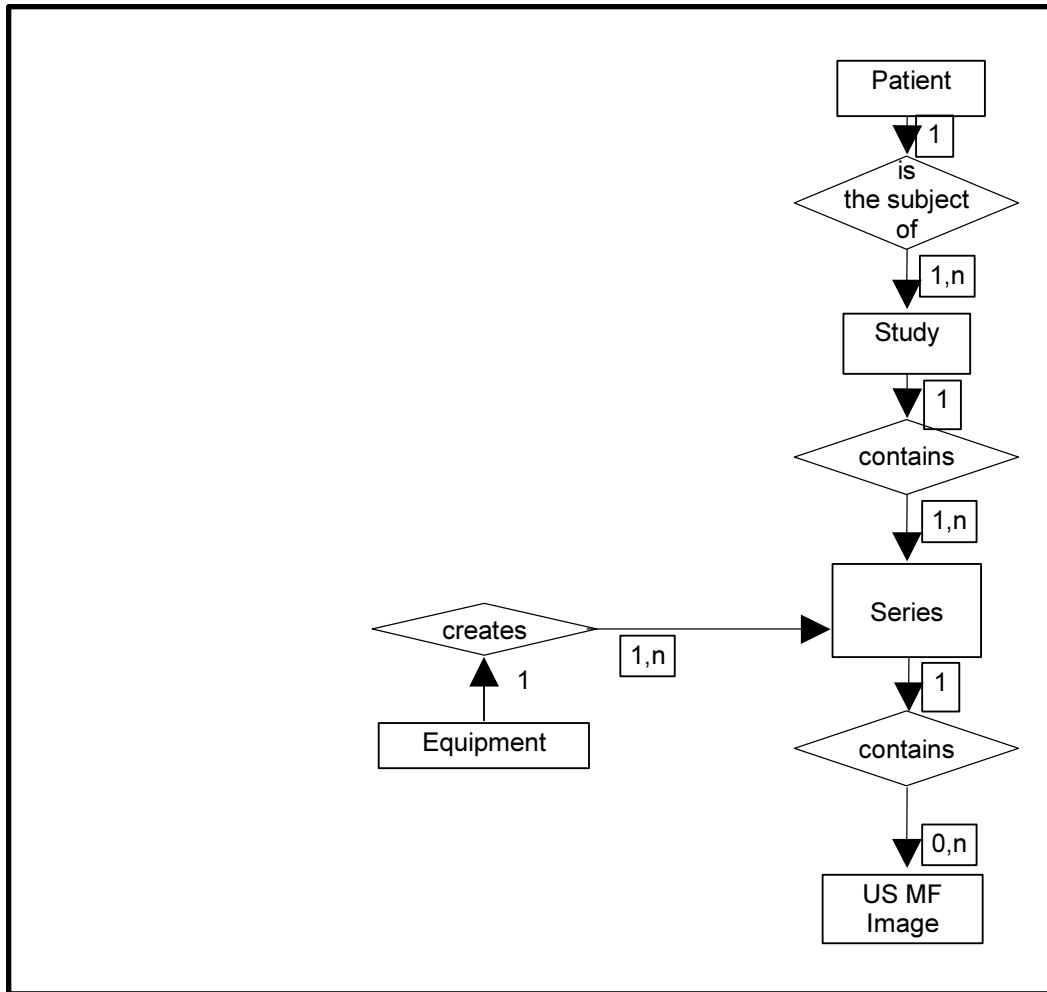 Patient
1
is
the subject
of
1,n
Study
1
contains
1,n
Series
creates
1,n
1
1
Equipment
contains
0,n
US MF
Image